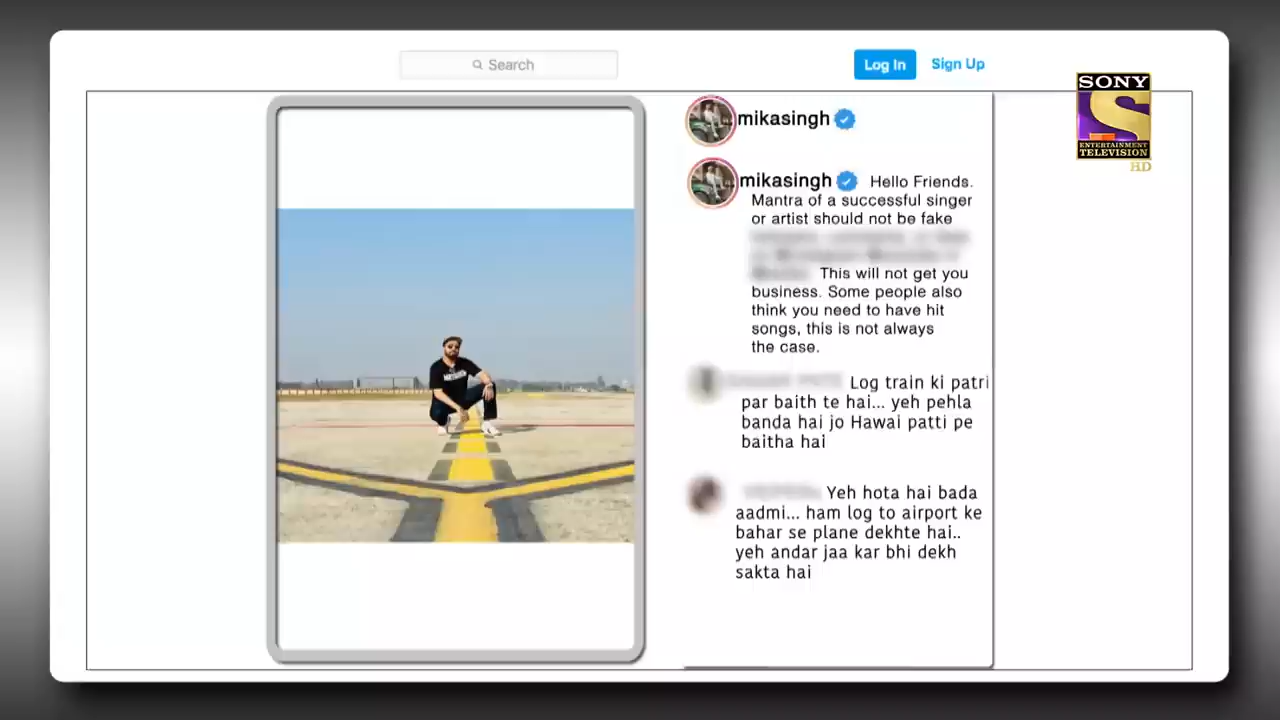 Search
Log In
Sign Up
SONY
ENTERTAINMENT
TELEVISION
HD
mikasingh
mikasingh Hello Friends.
Mantra of a successful singer
or artist should not be fake
This will not get you
business. Some people also
think you need to have hit
songs, this is not always
the case.
Log train ki patri
par baith te hai... yeh pehla
banda hai jo Hawai patti pe
baitha hai
Yeh hota hai bada
aadmi... ham log to airport ke
bahar se plane dekhte hai..
yeh andar jaa kar bhi dekh
sakta hai